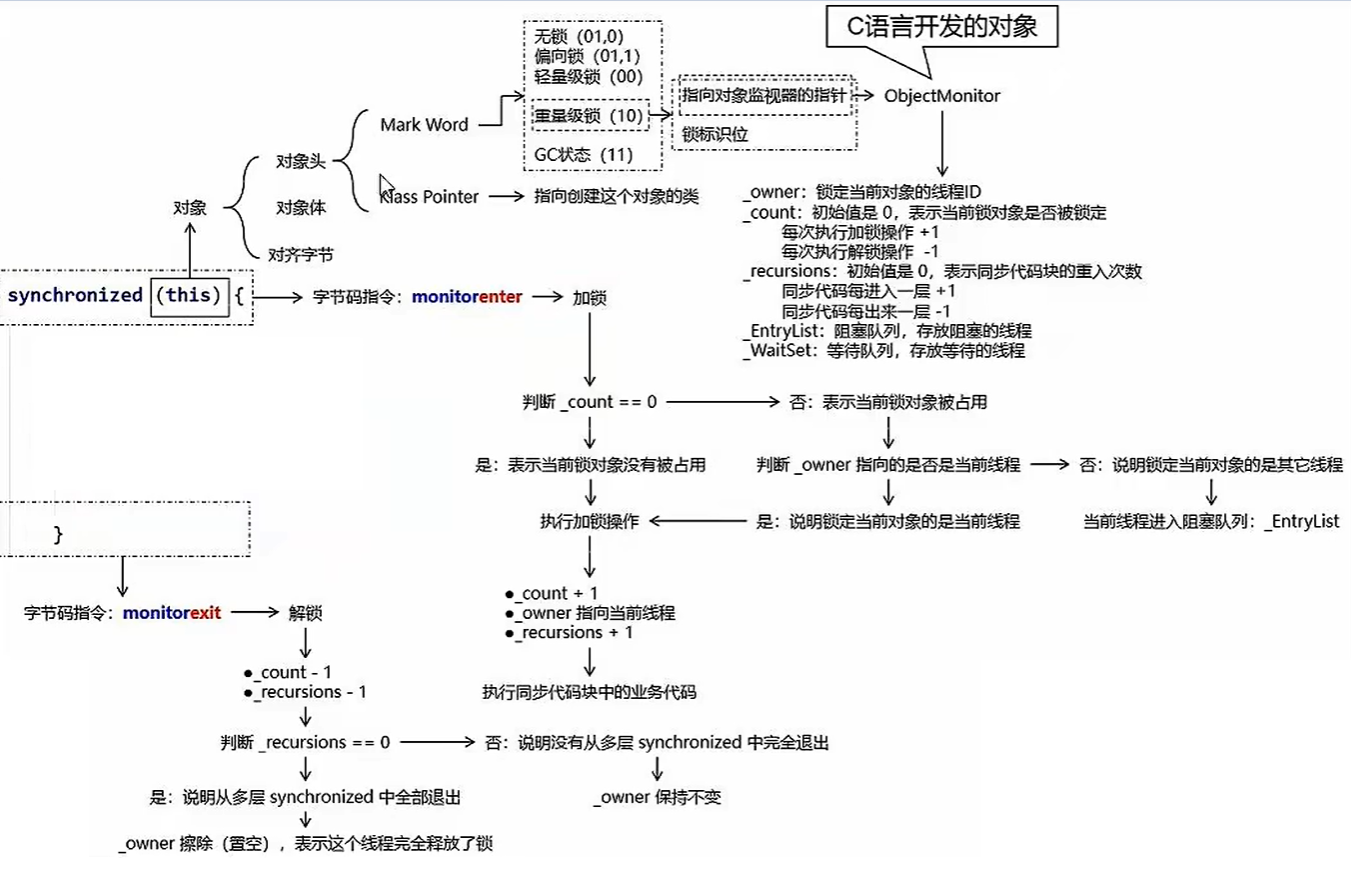 C语言开发的对象
无锁（01,0）
偏向锁（01,1）
轻量级锁（00）
重量级锁（10）
GC状态（11）
指向对象监视器的指针
锁标识位
ObjectMonitor
Mark Word
对象头
Klass Pointer
指向创建这个对象的类
对象
对象体
对齐字节
_owner：锁定当前对象的线程ID
_count：初始值是 0，表示当前锁对象是否被锁定
每次执行加锁操作 +1
每次执行解锁操作 -1
_recursions：初始值是 0，表示同步代码块的重入次数
同步代码每进入一层 +1
同步代码每出来一层 -1
_EntryList：阻塞队列，存放阻塞的线程
_WaitSet：等待队列，存放等待的线程
synchronized (this) {
字节码指令：monitorenter
加锁
判断 _count == 0
否：表示当前锁对象被占用
是：表示当前锁对象没有被占用
判断 _owner 指向的是否是当前线程
否：说明锁定当前对象的是其它线程
执行加锁操作
是：说明锁定当前对象的是当前线程
当前线程进入阻塞队列：_EntryList
}
●_count + 1
●_owner 指向当前线程
●_recursions + 1
执行同步代码块中的业务代码
字节码指令：monitorexit
解锁
●_count - 1
●_recursions - 1
判断 _recursions == 0
否：说明没有从多层 synchronized 中完全退出
是：说明从多层 synchronized 中全部退出
_owner 保持不变
_owner 擦除（置空），表示这个线程完全释放了锁